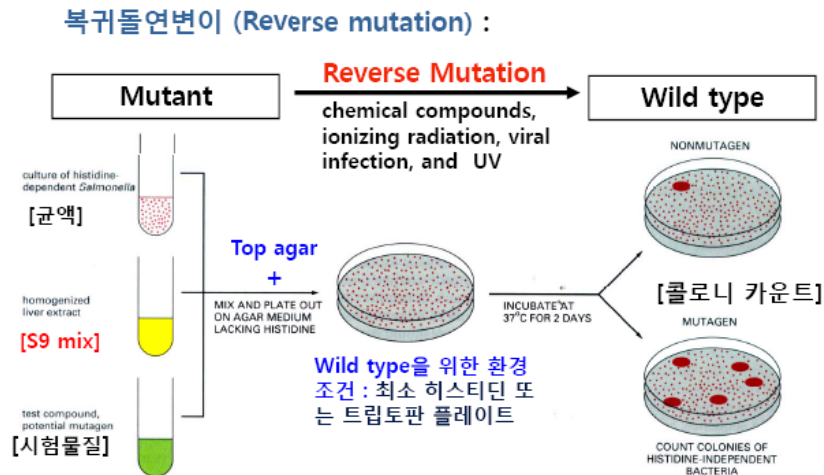 복귀돌연변이 (Reverse mutation) :
Mutant
Reverse Mutation
chemical compounds,
ionizing radiation, viral
infection, and UV
Wild type
culture of histidine-
dependent Salmonella
[균액]
homogenized
liver extract
[S9 mix]
test compound,
potential mutagen
[시험물질]
Top agar
+
MIX AND PLATE OUT
ON AGAR MEDIUM
LACKING HISTIDINE
Wild type을 위한 환경
조건 : 최소 히스티딘 또
는 트립토판 플레이트
INCUBATE AT
37°C FOR 2 DAYS
NONMUTAGEN
[콜로니 카운트]
MUTAGEN
COUNT COLONIES OF
HISTIDINE-INDEPENDENT
BACTERIA